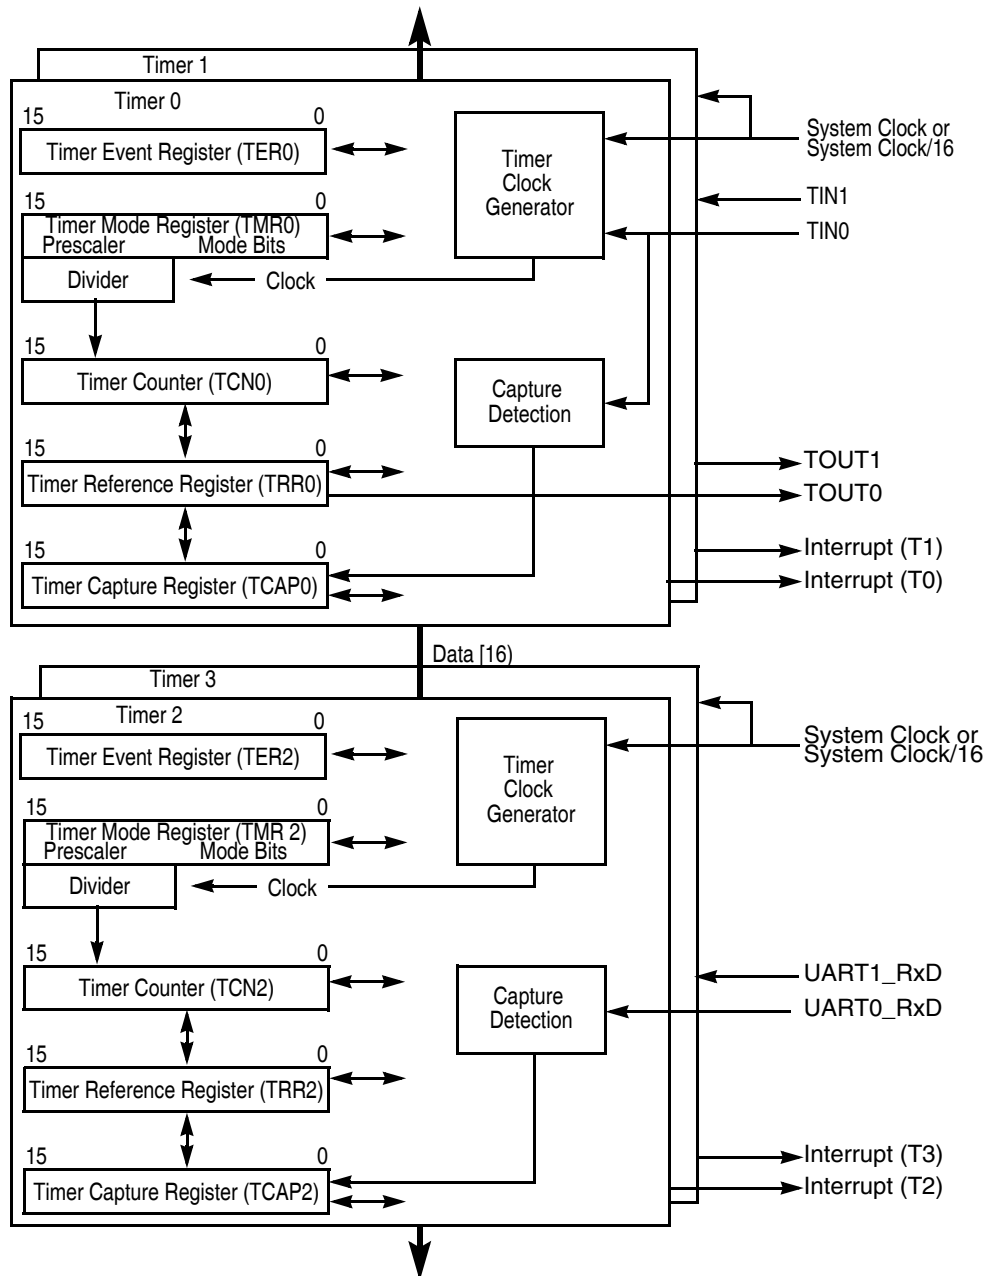 Timer 1
Timer 0
15 0
Timer Event Register (TER0)
Timer
Clock
Generator
System Clock or
System Clock/16
15 0
Timer Mode Register (TMR0)
Prescaler Mode Bits
TIN1
TIN0
Divider
Clock
15 0
Timer Counter (TCN0)
Capture
Detection
15 0
Timer Reference Register (TRR0)
TOUT1
TOUT0
15 0
Timer Capture Register (TCAP0)
Interrupt (T1)
Interrupt (T0)
Data [16)
Timer 3
Timer 2
15 0
Timer Event Register (TER2)
Timer
Clock
Generator
System Clock or
System Clock/16
15 0
Timer Mode Register (TMR 2)
Prescaler Mode Bits
Divider
Clock
15 0
Timer Counter (TCN2)
Capture
Detection
UART1_RxD
UART0_RxD
15 0
Timer Reference Register (TRR2)
15 0
Timer Capture Register (TCAP2)
Interrupt (T3)
Interrupt (T2)